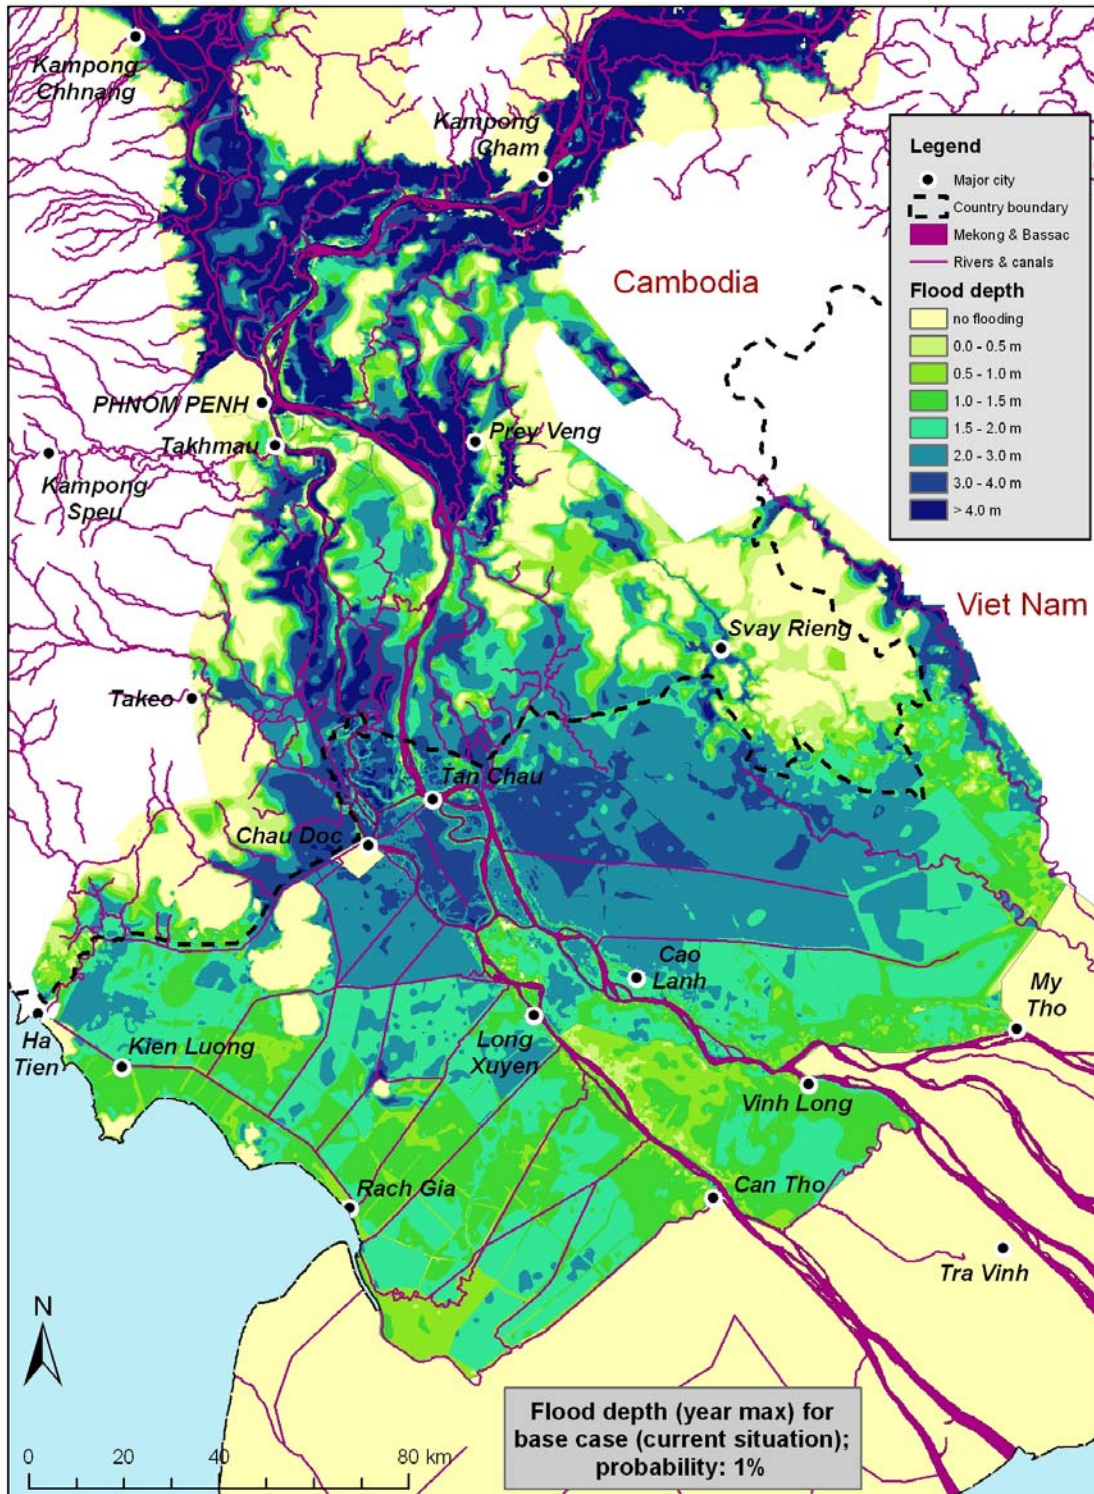 Kampong
Chhnang
Kampong
Cham
Legend
Major city
Country boundary
Mekong & Bassac
Rivers & canals
Flood depth
no flooding
0.0 - 0.5 m
0.5 - 1.0 m
1.0 - 1.5 m
1.5 - 2.0 m
2.0 - 3.0 m
3.0 - 4.0 m
> 4.0 m
Cambodia
PHNOM PENH
Takhmau
Prey Veng
Kampong
Speu
Viet Nam
Svay Rieng
Takeo
Tan Chau
Chau Doc
Cao
Lanh
My
Tho
Ha
Tien
Kien Luong
Long
Xuyen
Vinh Long
Rach Gia
Can Tho
Tra Vinh
N
0 20 40 80 km
Flood depth (year max) for
base case (current situation);
probability: 1%